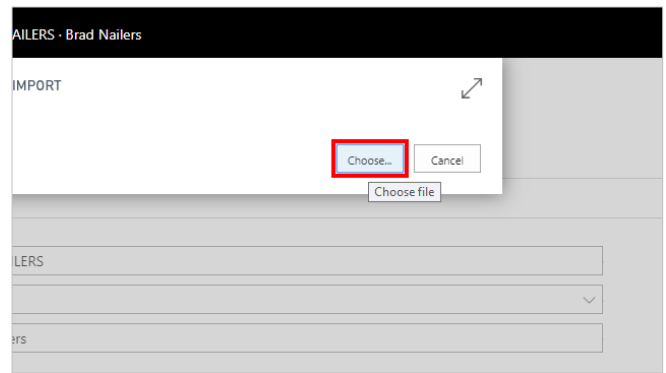 AILERS · Brad Nailers
IMPORT
Choose... Cancel
Choose file
ILERS
ers